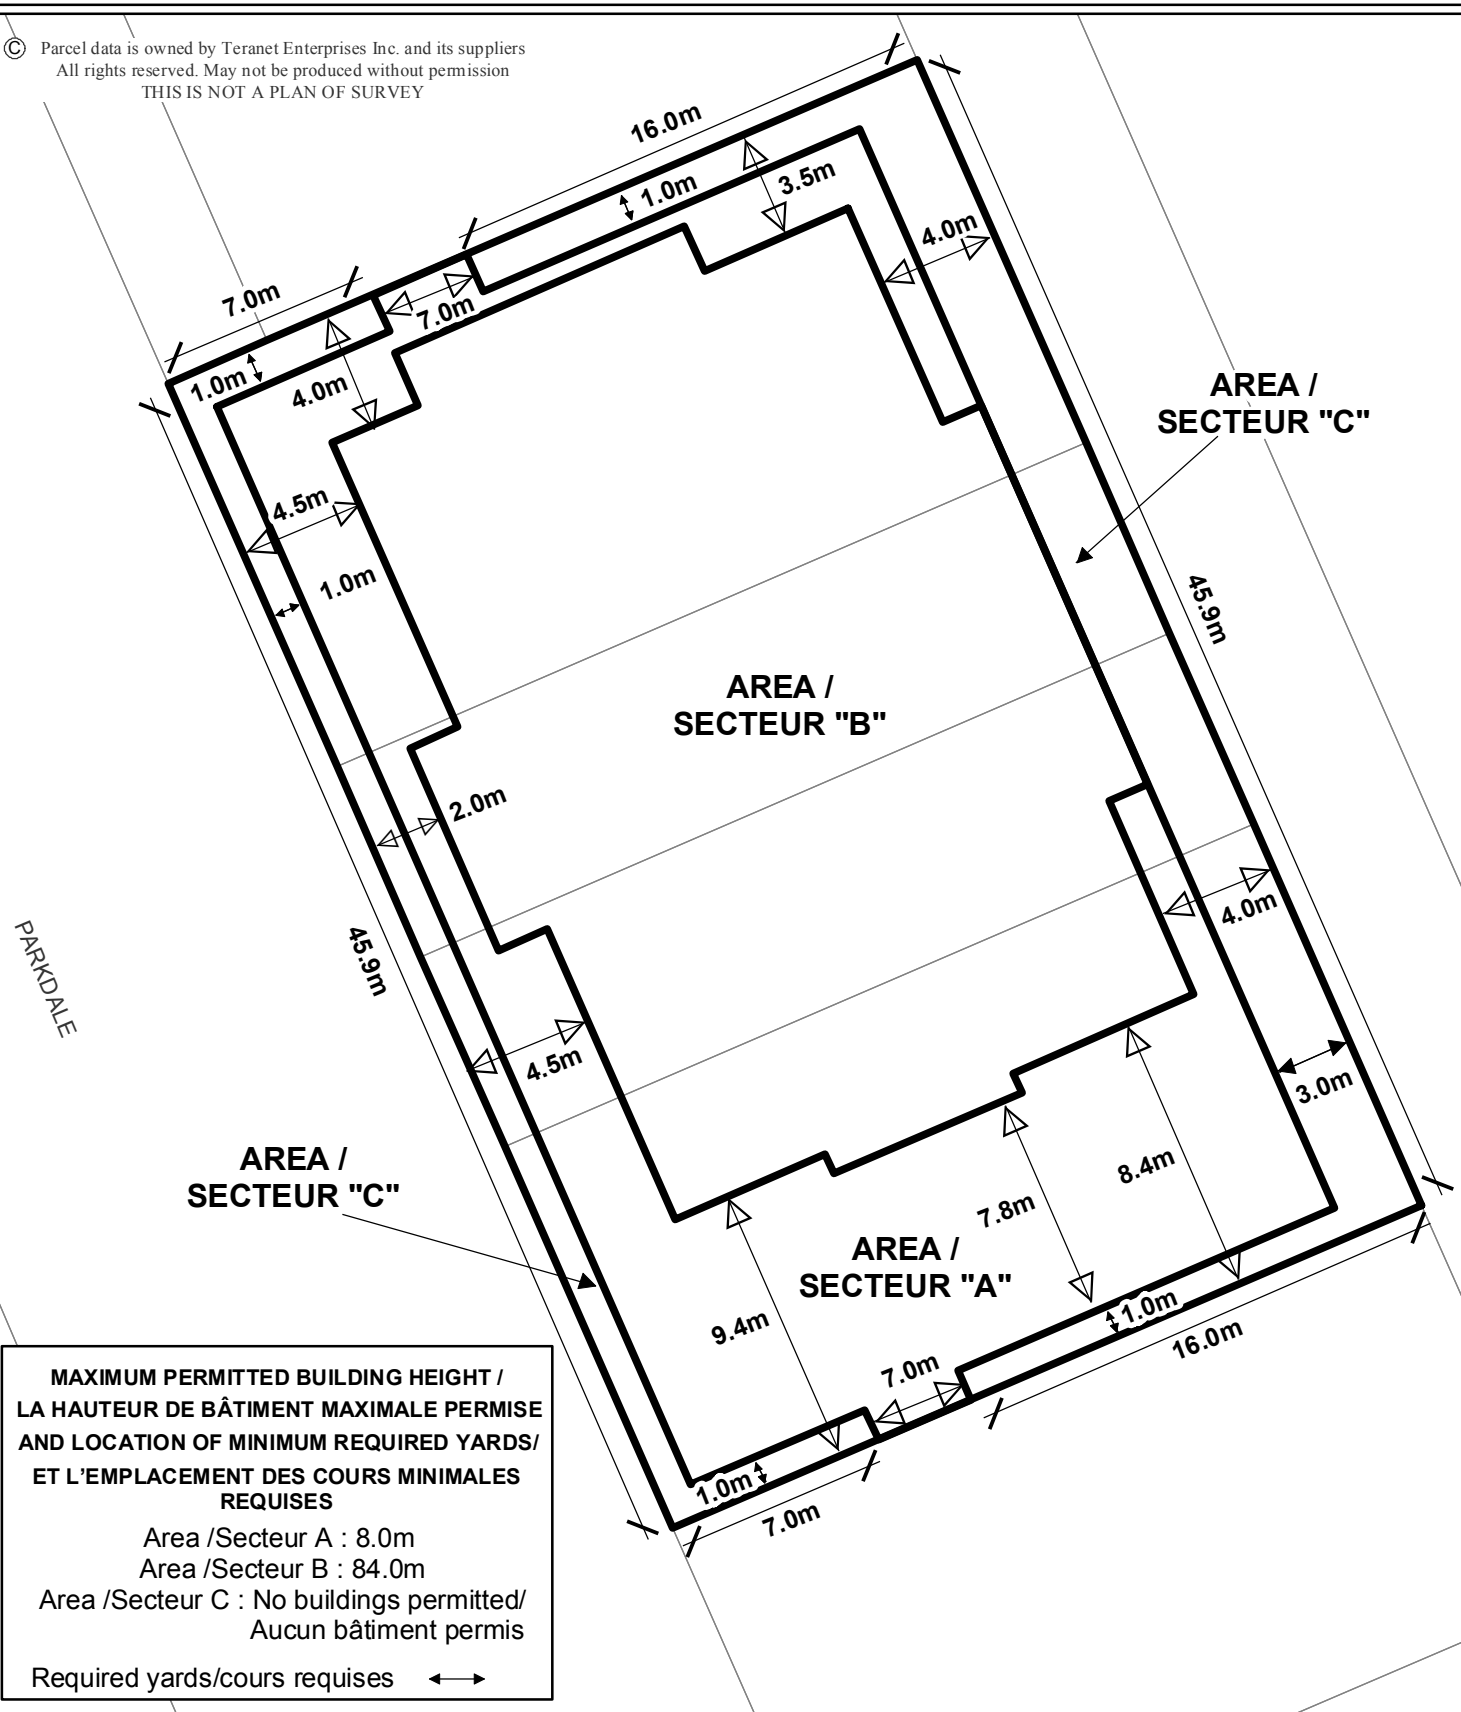 © Parcel data is owned by Teranet Enterprises Inc. and its suppliers
All rights reserved. May not be produced without permission
THIS IS NOT A PLAN OF SURVEY
16.0m
1.0m
3.5m
4.0m
7.0m
7.0m
1.0m
4.0m
AREA /
SECTEUR "C"
4.5m
1.0m
45.9m
AREA /
SECTEUR "B"
2.0m
4.0m
PARKDALE
45.9m
4.5m
3.0m
AREA /
SECTEUR "C"
8.4m
7.8m
AREA /
SECTEUR "A"
9.4m
1.0m
16.0m
7.0m
1.0m
7.0m
MAXIMUM PERMITTED BUILDING HEIGHT /
LA HAUTEUR DE BÂTIMENT MAXIMALE PERMISE
AND LOCATION OF MINIMUM REQUIRED YARDS/
ET L'EMPLACEMENT DES COURS MINIMALES
REQUISES
Area /Secteur A : 8.0m
Area /Secteur B : 84.0m
Area /Secteur C : No buildings permitted/
Aucun bâtiment permis
Required yards/cours requises